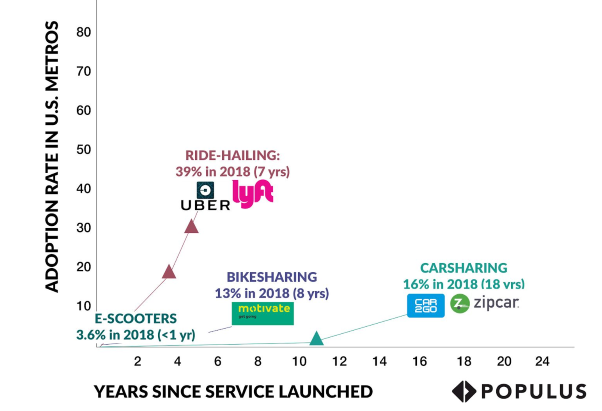 ADOPTION RATE IN U.S. METROS
80
70
60
50
40
30
20
10
RIDE-HAILING:
39% in 2018 (7 yrs)
UBER lyft
BIKESHARING
13% in 2018 (8 yrs)
motivate
CARSHARING
16% in 2018 (18 yrs)
CAR2GO Z zipcar
E-SCOOTERS
3.6% in 2018 (<1 yr)
2 4 6 8 10 12 14 16 18 20 24
YEARS SINCE SERVICE LAUNCHED
POPULUS